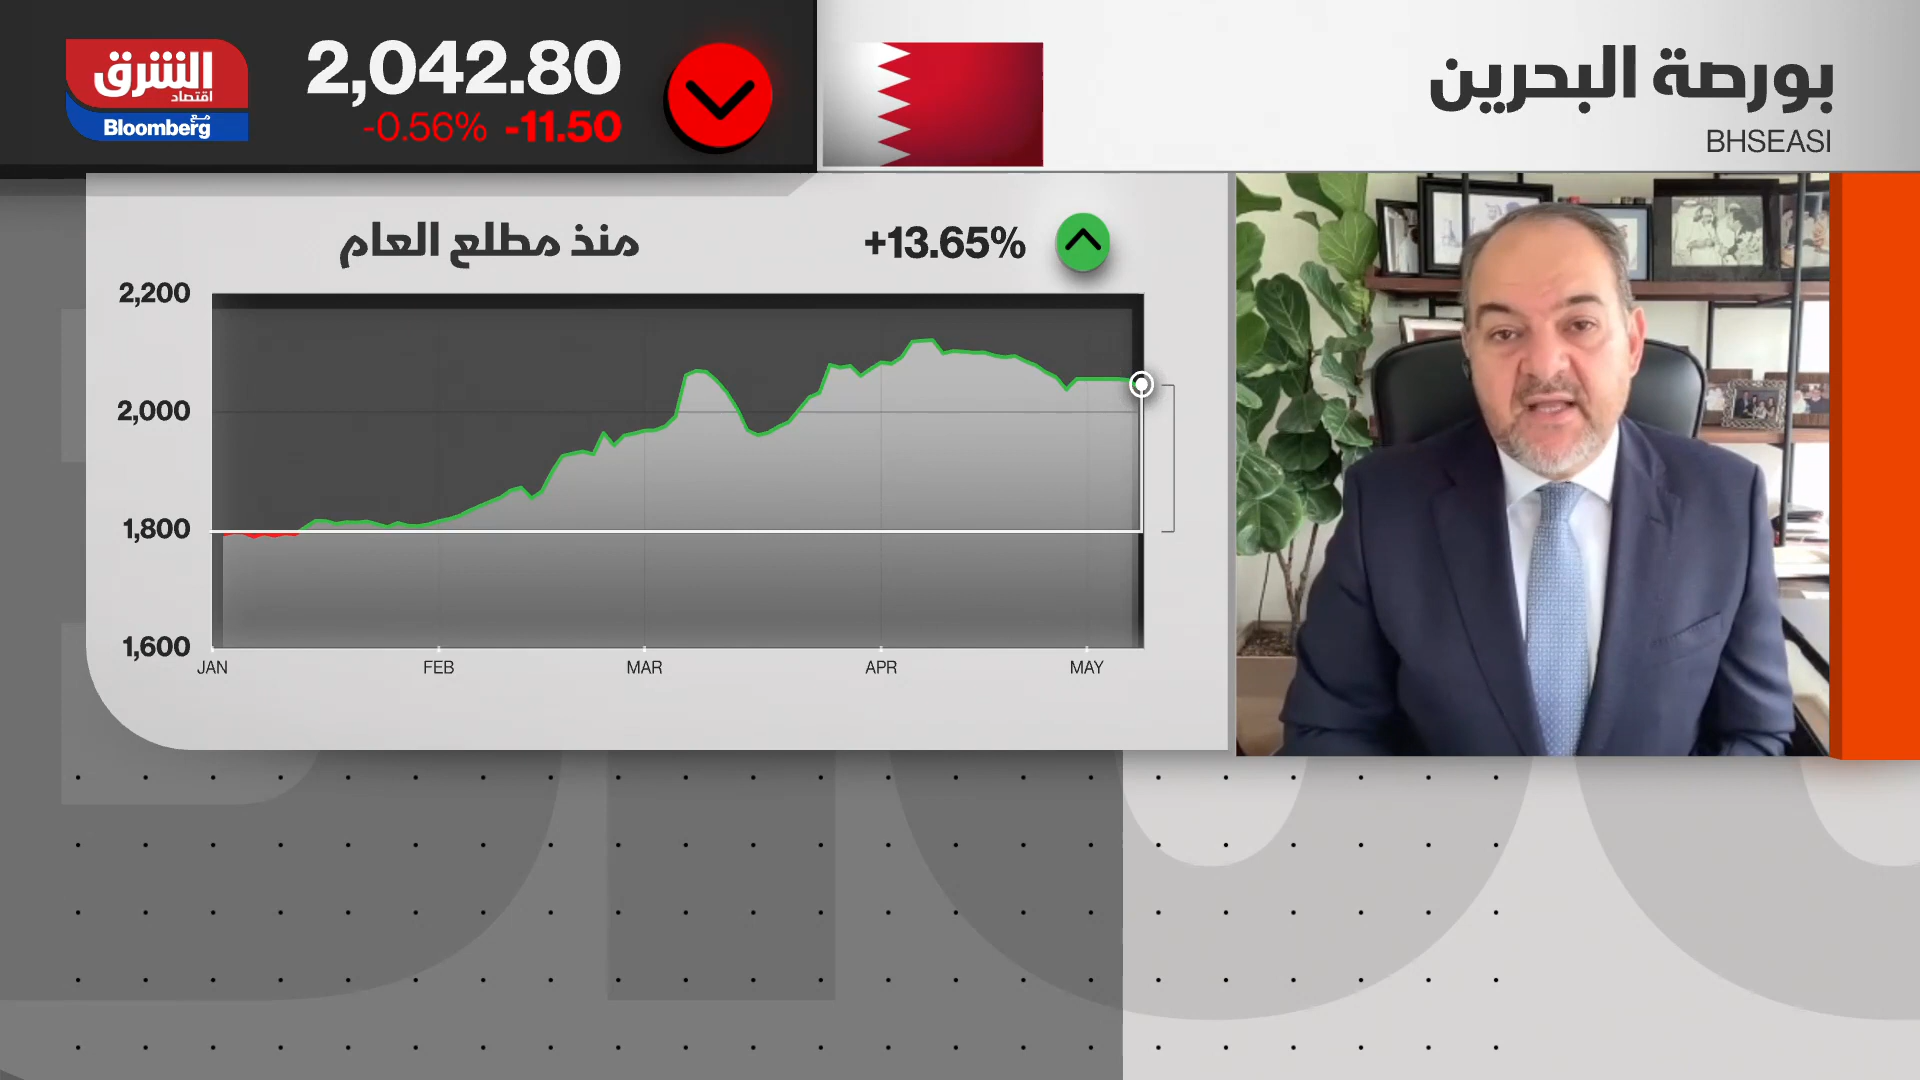 بورصة البحرين
BHSEASI
2,042.80
-0.56% -11.50
الشرق
اقتصاد
مع
Bloomberg
منذ مطلع العام
+13.65%
2,200
2,000
1,800
1,600
JAN FEB MAR APR MAY